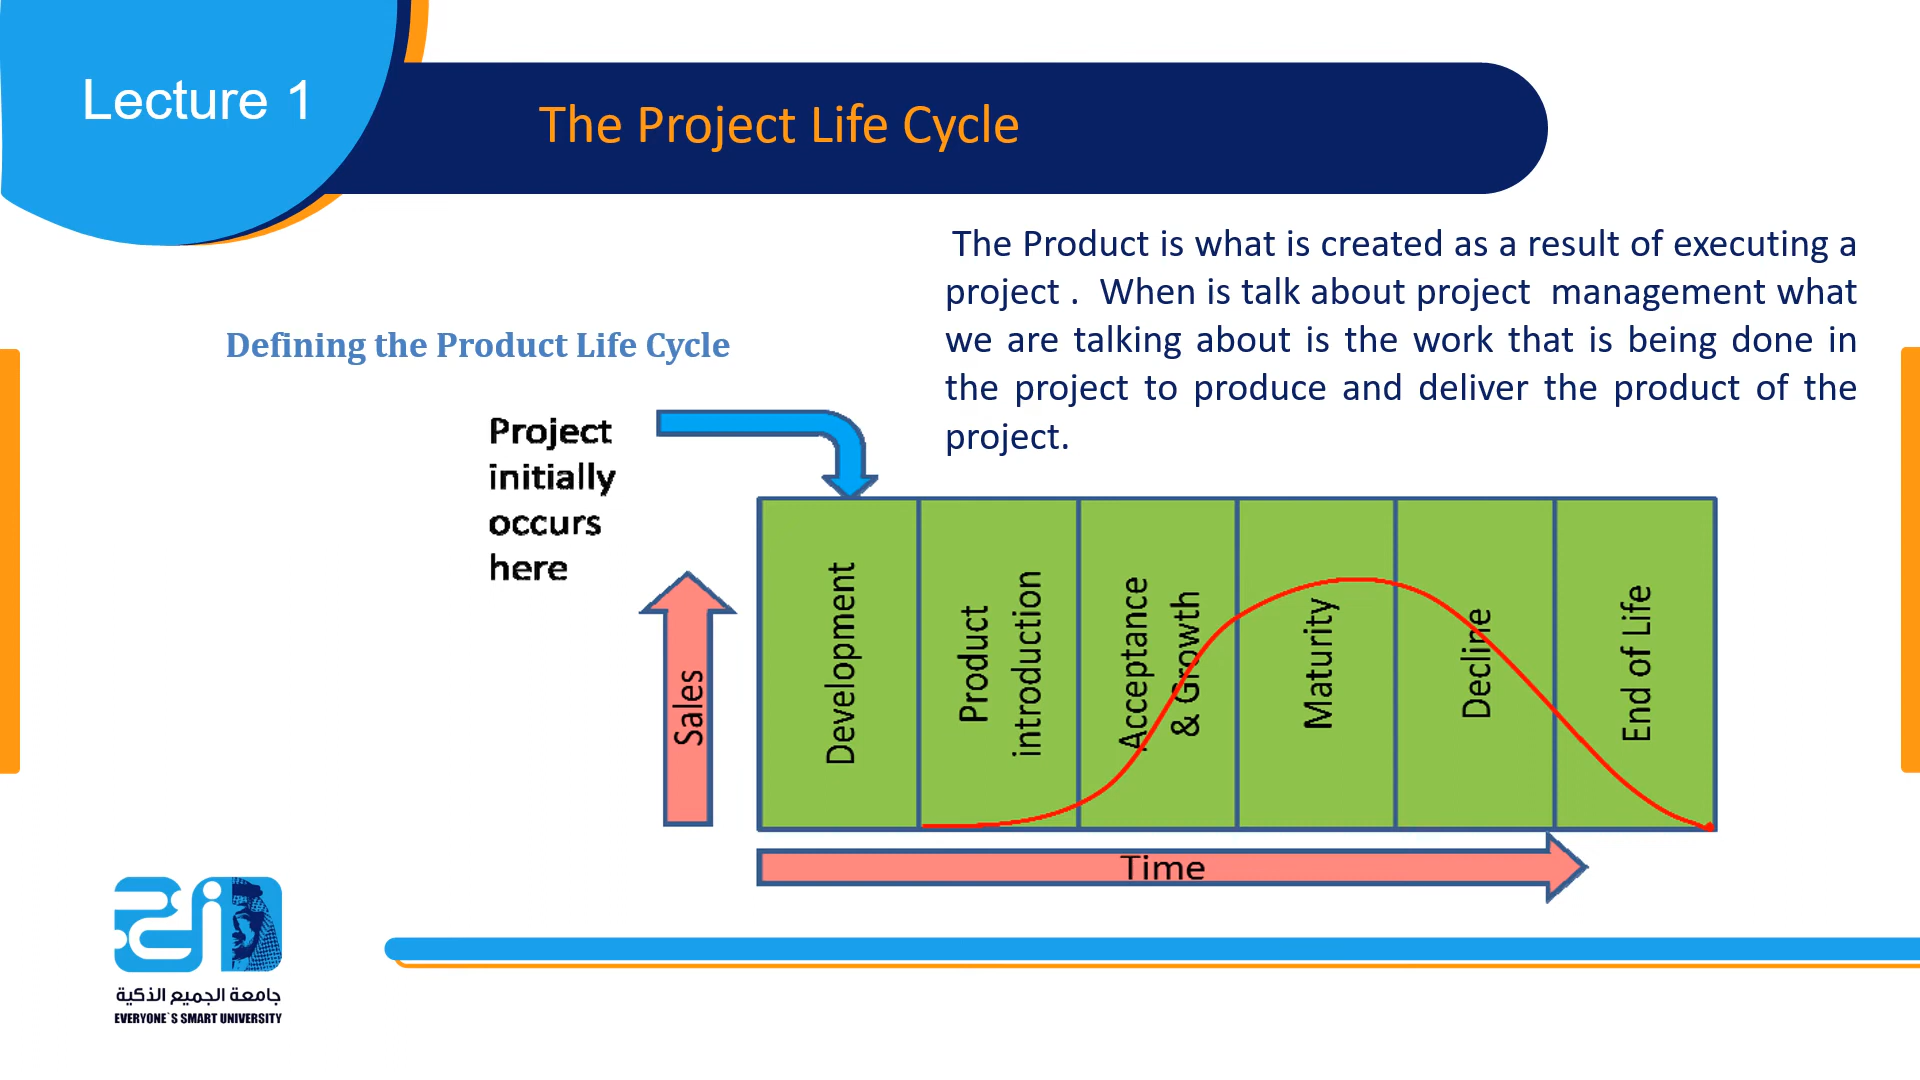 Lecture 1
The Project Life Cycle
The Product is what is created as a result of executing a
project .  When is talk about project  management what
we are talking about is the work that is being done in
the project to produce and deliver the product of the
project.
Defining the Product Life Cycle
Project
initially
occurs
here
Sales
Development
Product
introduction
Acceptance
& Growth
Maturity
Decline
End of Life
Time
جامعة الجميع الذكية
EVERYONE`S SMART UNIVERSITY